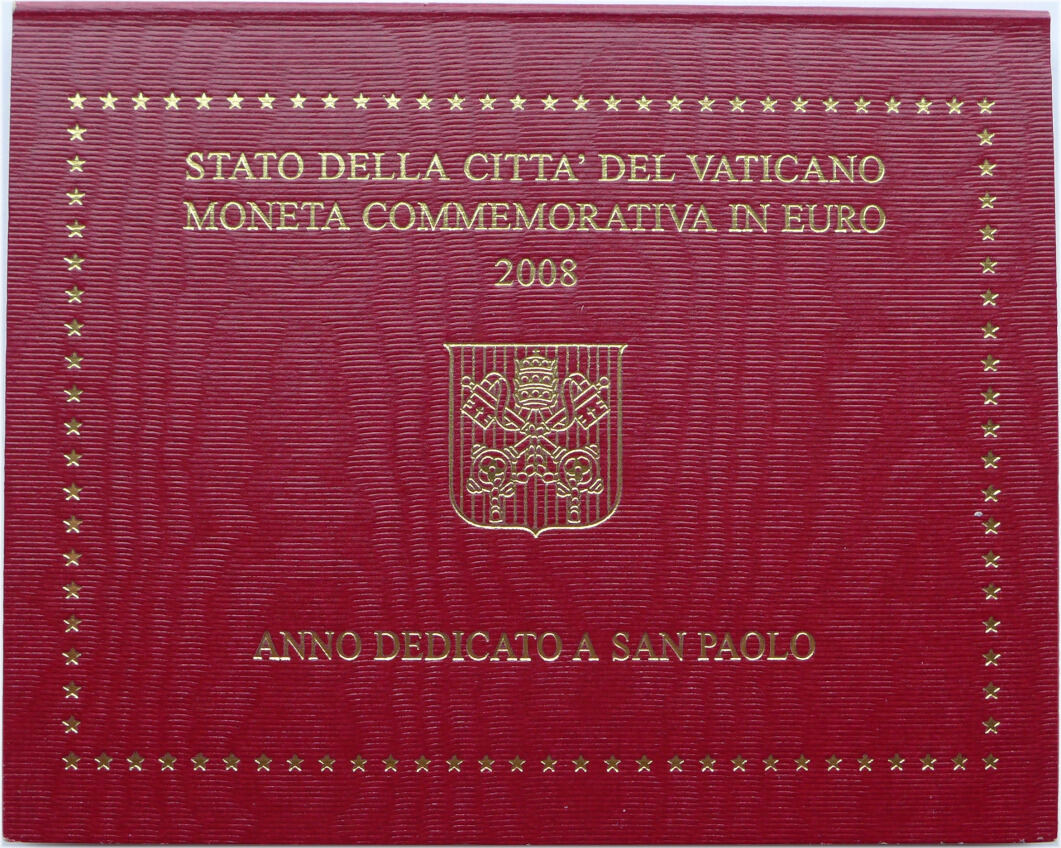 STATO DELLA CITTA' DEL VATICANO
MONETA COMMEMORATIVA IN EURO
2008
ANNO DEDICATO A SAN PAOLO